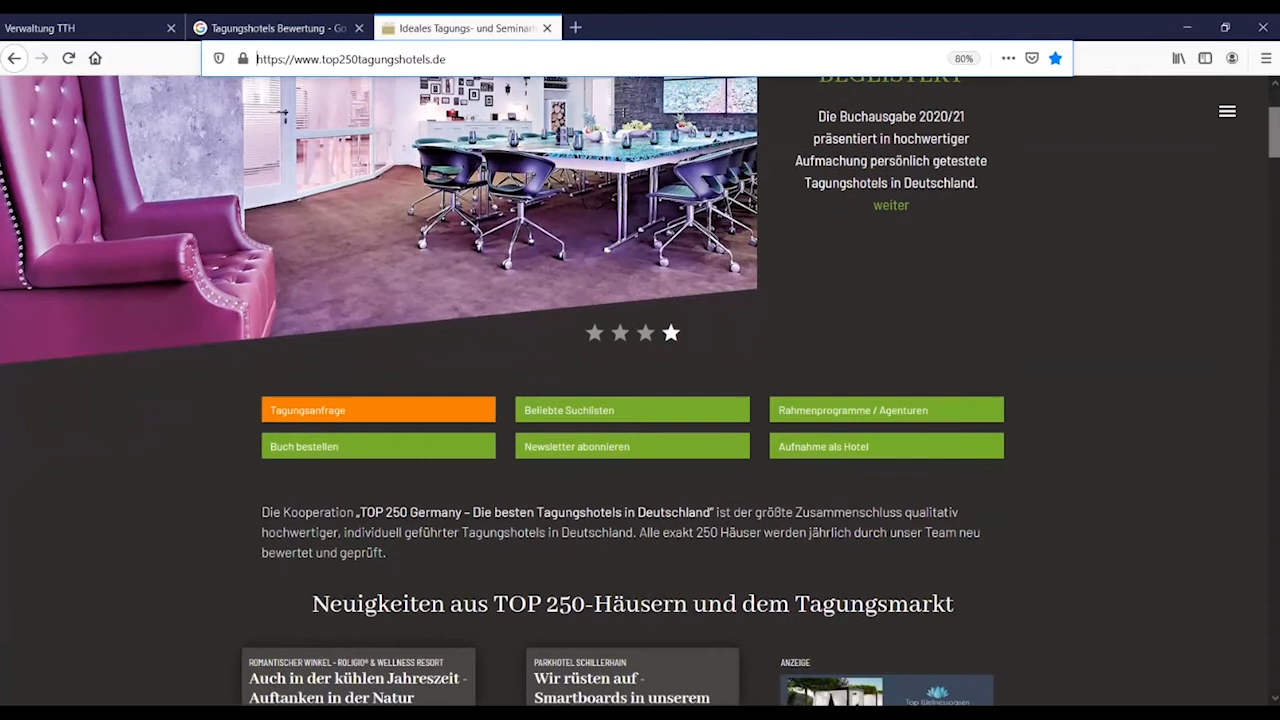 Verwaltung TTH
Tagungshotels Bewertung - Go
Ideales Tagungs- und Seminarh
https://www.top250tagungshotels.de
80%
BEGEISTERT
Die Buchausgabe 2020/21
präsentiert in hochwertiger
Aufmachung persönlich getestete
Tagungshotels in Deutschland.
weiter
Tagungsanfrage
Beliebte Suchlisten
Rahmenprogramme / Agenturen
Buch bestellen
Newsletter abonnieren
Aufnahme als Hotel
Die Kooperation „TOP 250 Germany – Die besten Tagungshotels in Deutschland" ist der größte Zusammenschluss qualitativ
hochwertiger, individuell geführter Tagungshotels in Deutschland. Alle exakt 250 Häuser werden jährlich durch unser Team neu
bewertet und geprüft.
Neuigkeiten aus TOP 250-Häusern und dem Tagungsmarkt
ROMANTISCHER WINKEL - ROLIGIO® & WELLNESS RESORT
Auch in der kühlen Jahreszeit -
Auftanken in der Natur
PARKHOTEL SCHILLERHAIN
Wir rüsten auf -
Smartboards in unserem
ANZEIGE
Top Wellnessoasen